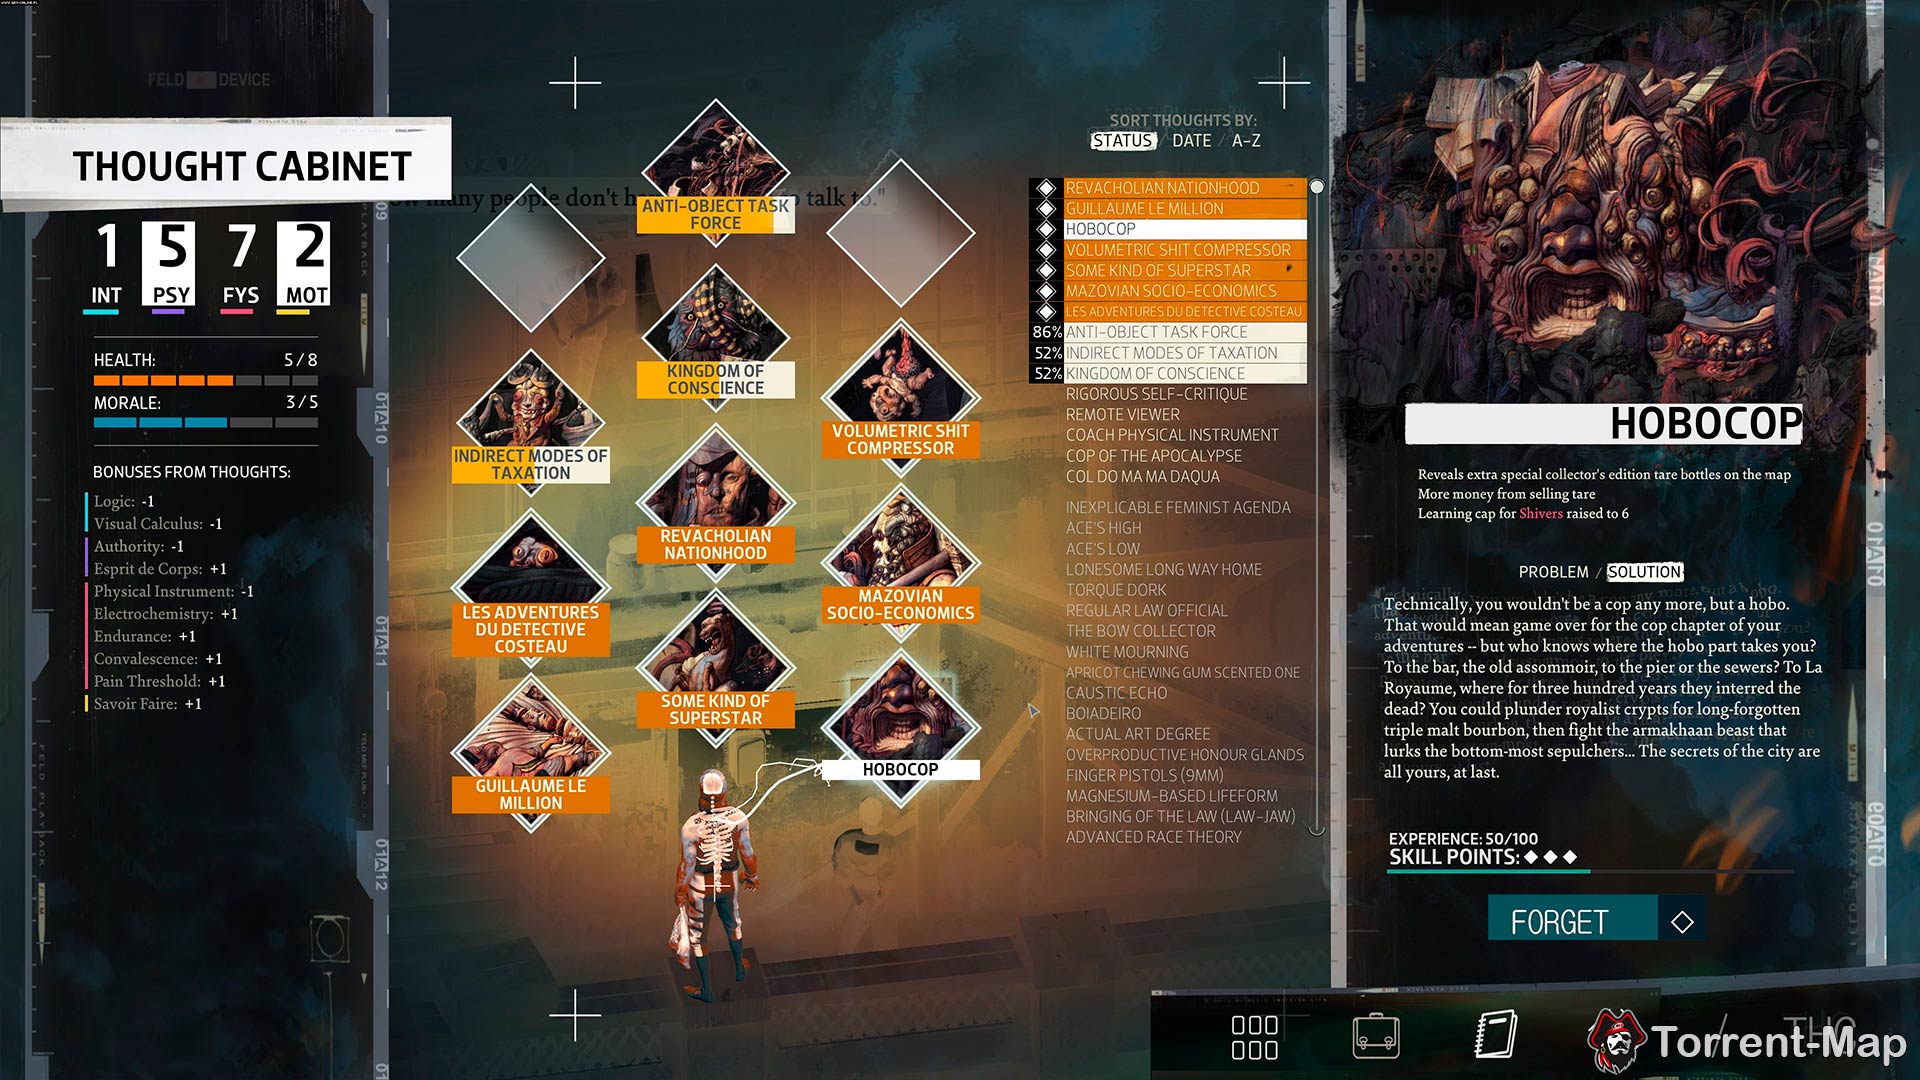 FELD DEVICE
THOUGHT CABINET
1 5 7 2
INT PSY FYS MOT
HEALTH: 5/8
MORALE: 3/5
BONUSES FROM THOUGHTS:
Logic: -1
Visual Calculus: -1
Authority: -1
Esprit de Corps: +1
Physical Instrument: -1
Electrochemistry: +1
Endurance: +1
Convalescence: +1
Pain Threshold: +1
Savoir Faire: +1
many people don't talk to."
ANTI-OBJECT TASK
FORCE
KINGDOM OF
CONSCIENCE
VOLUMETRIC SHIT
COMPRESSOR
INDIRECT MODES OF
TAXATION
REVACHOLIAN
NATIONHOOD
LES ADVENTURES
DU DETECTIVE
COSTEAU
MAZOVIAN
SOCIO-ECONOMICS
SOME KIND OF
SUPERSTAR
GUILLAUME LE
MILLION
HOBOCOP
SORT THOUGHTS BY:
STATUS / DATE / A-Z
REVACHOLIAN NATIONHOOD
GUILLAUME LE MILLION
HOBOCOP
VOLUMETRIC SHIT COMPRESSOR
SOME KIND OF SUPERSTAR
MAZOVIAN SOCIO-ECONOMICS
LES ADVENTURES DU DETECTIVE COSTEAU
86% ANTI-OBJECT TASK FORCE
52% INDIRECT MODES OF TAXATION
52% KINGDOM OF CONSCIENCE
RIGOROUS SELF-CRITIQUE
REMOTE VIEWER
COACH PHYSICAL INSTRUMENT
COP OF THE APOCALYPSE
COL DO MA MA DAQUA
INEXPLICABLE FEMINIST AGENDA
ACE'S HIGH
ACE'S LOW
LONESOME LONG WAY HOME
TORQUE DORK
REGULAR LAW OFFICIAL
THE BOW COLLECTOR
WHITE MOURNING
APRICOT CHEWING GUM SCENTED ONE
CAUSTIC ECHO
BOIADEIRO
ACTUAL ART DEGREE
OVERPRODUCTIVE HONOUR GLANDS
FINGER PISTOLS (9MM)
MAGNESIUM-BASED LIFEFORM
BRINGING OF THE LAW (LAW-JAW)
ADVANCED RACE THEORY
HOBOCOP
Reveals extra special collector's edition tare bottles on the map
More money from selling tare
Learning cap for Shivers raised to 6
PROBLEM / SOLUTION
Technically, you wouldn't be a cop any more, but a hobo.
That would mean game over for the cop chapter of your
adventures -- but who knows where the hobo part takes you?
To the bar, the old assommoir, to the pier or the sewers? To La
Royaume, where for three hundred years they interred the
dead? You could plunder royalist crypts for long-forgotten
triple malt bourbon, then fight the armakhaan beast that
lurks the bottom-most sepulchers... The secrets of the city are
all yours, at last.
EXPERIENCE: 50/100
SKILL POINTS:
FORGET
Torrent-Map